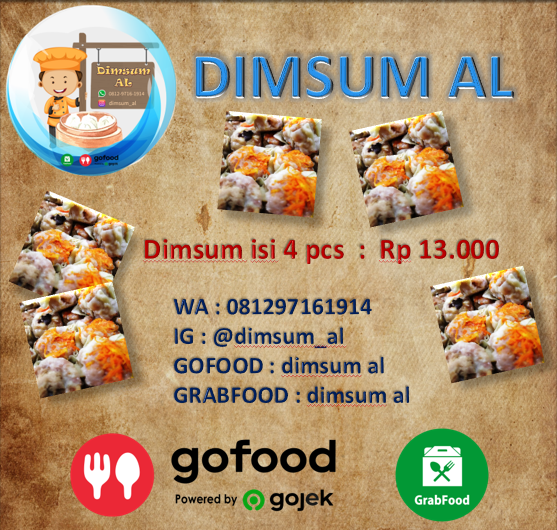 Dimsum
AL
0812-9716-1914
dimsum_al
gofood
DIMSUM AL
Dimsum isi 4 pcs : Rp 13.000
WA : 081297161914
IG : @dimsum_al
GOFOOD : dimsum al
GRABFOOD : dimsum al
gofood
Powered by gojek
GrabFood